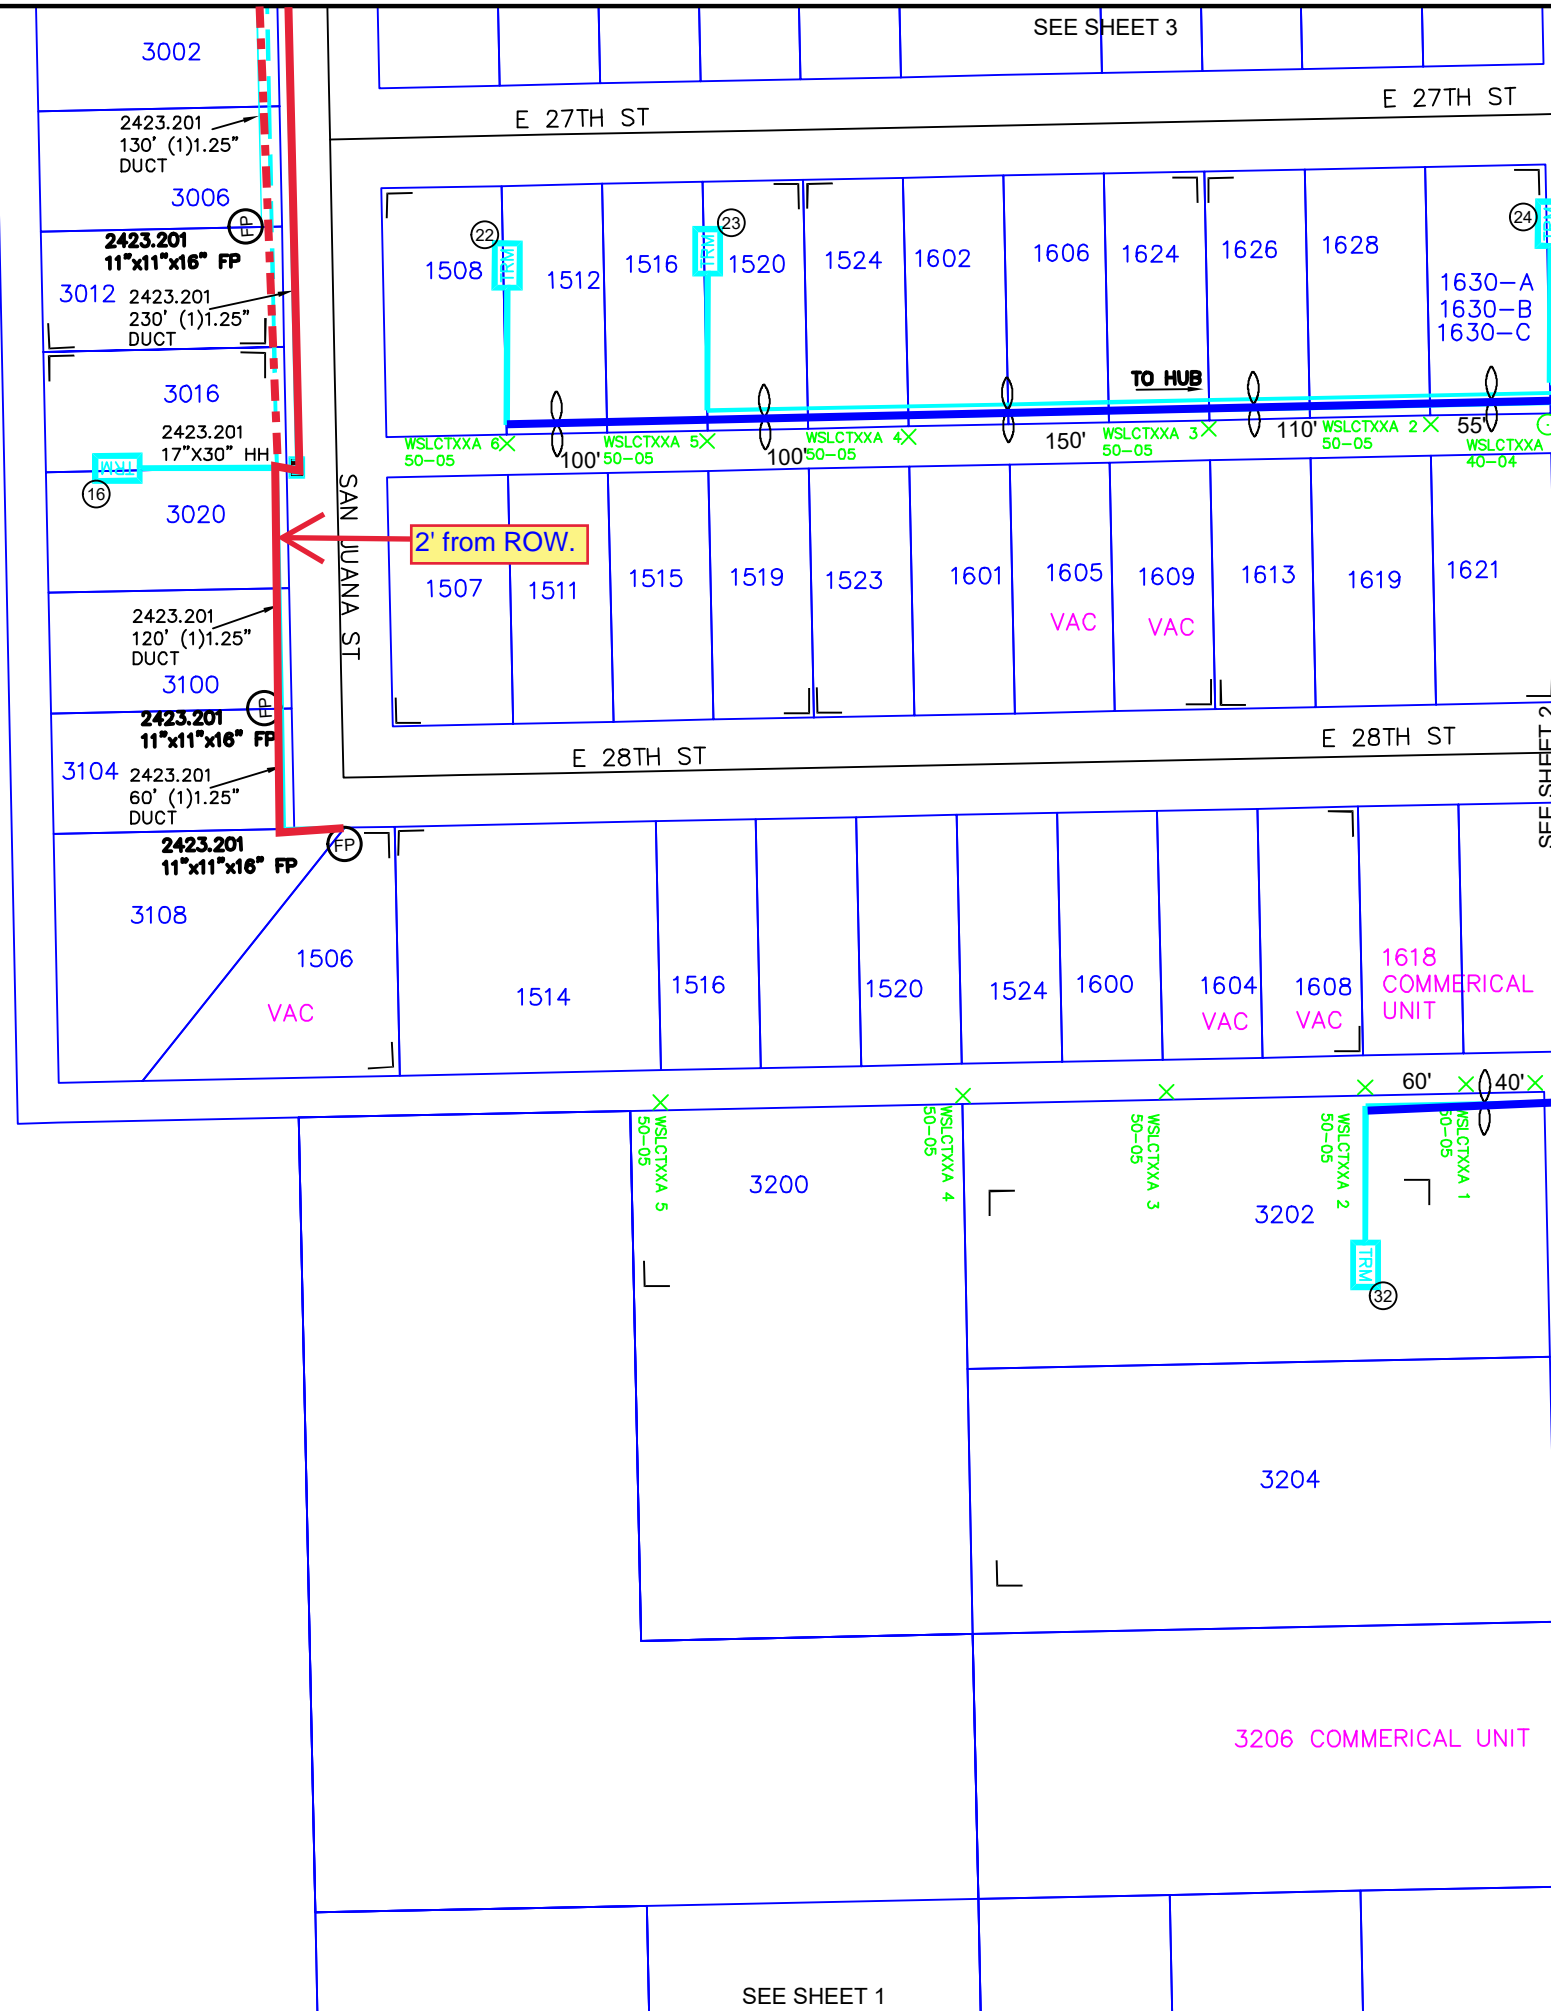 SEE SHEET 3
3002
E 27TH ST
E 27TH ST
2423.201
130' (1)1.25"
DUCT
3006
FP
2423.201
11"x11"x16" FP
3012
2423.201
230' (1)1.25"
DUCT
22
TRM
23
TRM
24
1508
1512
1516
1520
1524
1602
1606
1624
1626
1628
1630-A
1630-B
1630-C
TO HUB
3016
2423.201
17"X30" HH
TRM
16
3020
WSLCTXXA 6
50-05
100'
WSLCTXXA 5
50-05
100'
WSLCTXXA 4
50-05
150'
WSLCTXXA 3
50-05
110'
WSLCTXXA 2
50-05
55'
WSLCTXXA
40-04
SAN JUANA ST
2' from ROW.
1507
1511
1515
1519
1523
1601
1605
VAC
1609
VAC
1613
1619
1621
2423.201
120' (1)1.25"
DUCT
3100
FP
2423.201
11"x11"x16" FP
3104
2423.201
60' (1)1.25"
DUCT
E 28TH ST
E 28TH ST
SEE SHEET 2
2423.201
11"x11"x16" FP
FP
3108
1506
VAC
1514
1516
1520
1524
1600
1604
VAC
1608
VAC
1618
COMMERICAL
UNIT
60'
40'
WSLCTXXA 5
50-05
WSLCTXXA 4
50-05
WSLCTXXA 3
50-05
WSLCTXXA 2
50-05
WSLCTXXA 1
50-05
3200
3202
TRM
32
3204
3206 COMMERICAL UNIT
SEE SHEET 1